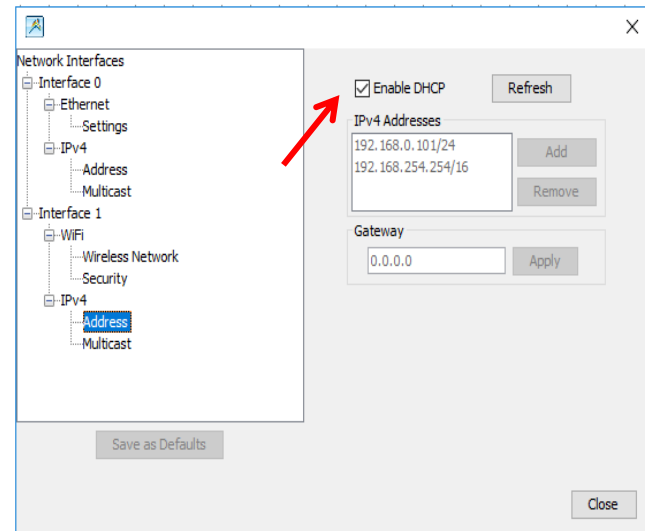 Network Interfaces
Interface 0
Ethernet
Settings
IPv4
Address
Multicast
Interface 1
WiFi
Wireless Network
Security
IPv4
Address
Multicast
Save as Defaults
Enable DHCP
Refresh
IPv4 Addresses
192.168.0.101/24
192.168.254.254/16
Add
Remove
Gateway
0.0.0.0
Apply
Close